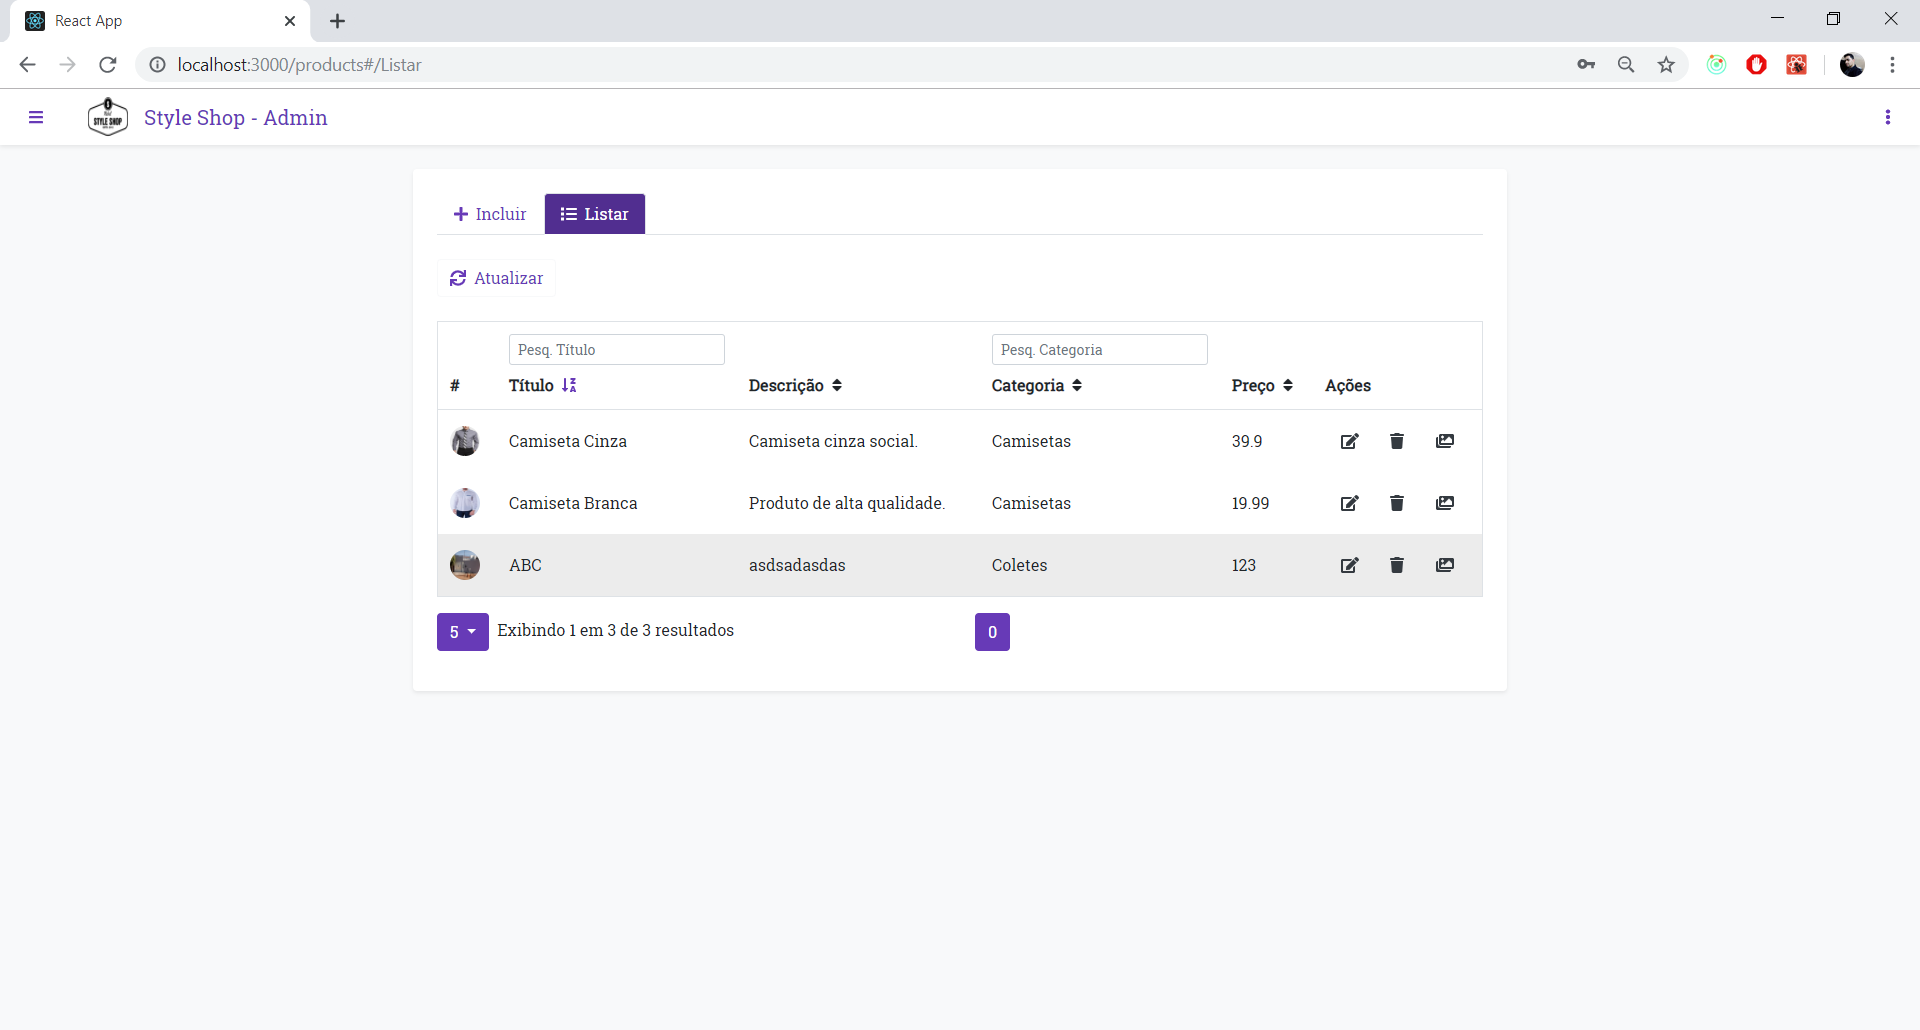 React App
localhost:3000/products#/Listar
STYLE SHOP
Style Shop - Admin
Incluir
Listar
Atualizar
Pesq. Título
Pesq. Categoria
# Título Descrição Categoria Preço Ações
Camiseta Cinza Camiseta cinza social. Camisetas 39.9
Camiseta Branca Produto de alta qualidade. Camisetas 19.99
ABC asdsadasdas Coletes 123
5 Exibindo 1 em 3 de 3 resultados 0